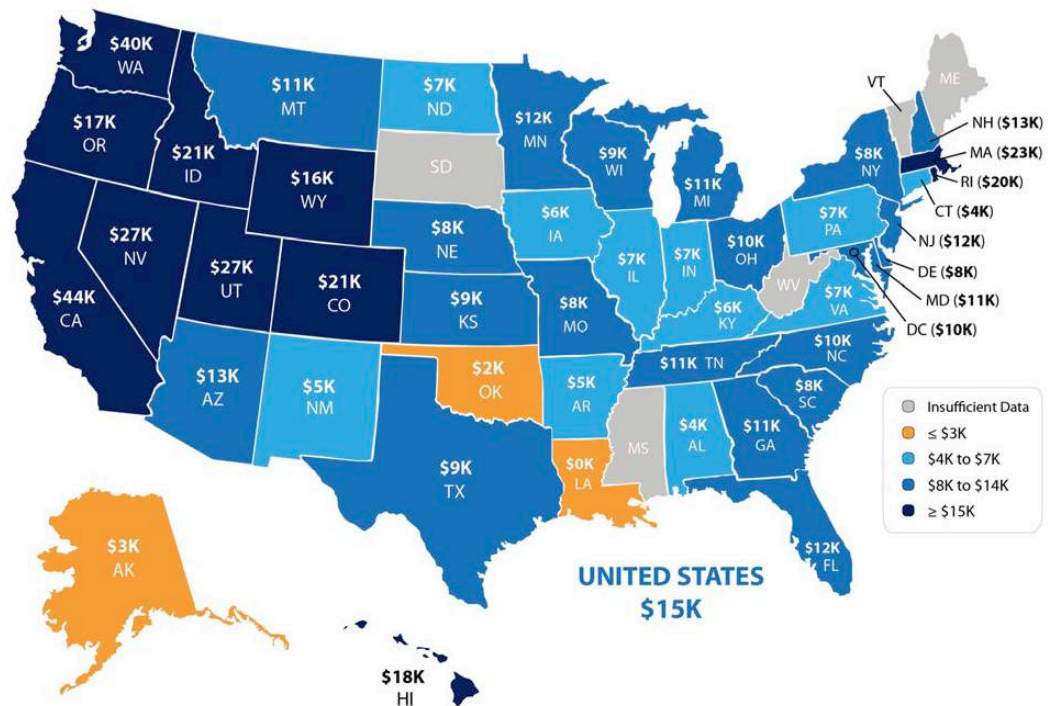 $40K
WA
$11K
MT
$7K
ND
$12K
MN
VT
ME
$17K
OR
$21K
ID
SD
$9K
WI
$8K
NY
NH ($13K)
MA ($23K)
RI ($20K)
CT ($4K)
NJ ($12K)
DE ($8K)
MD ($11K)
DC ($10K)
$16K
WY
$11K
MI
$6K
IA
$7K
PA
$27K
NV
$27K
UT
$8K
NE
$7K
IL
$7K
IN
$10K
OH
WV
$44K
CA
$21K
CO
$9K
KS
$8K
MO
$6K
KY
$7K
VA
$13K
AZ
$5K
NM
$2K
OK
$5K
AR
$11K TN
$10K
NC
$8K
SC
$9K
TX
$0K
LA
MS
$4K
AL
$11K
GA
$12K
FL
Insufficient Data
≤ $3K
$4K to $7K
$8K to $14K
≥ $15K
$3K
AK
$18K
HI
UNITED STATES
$15K